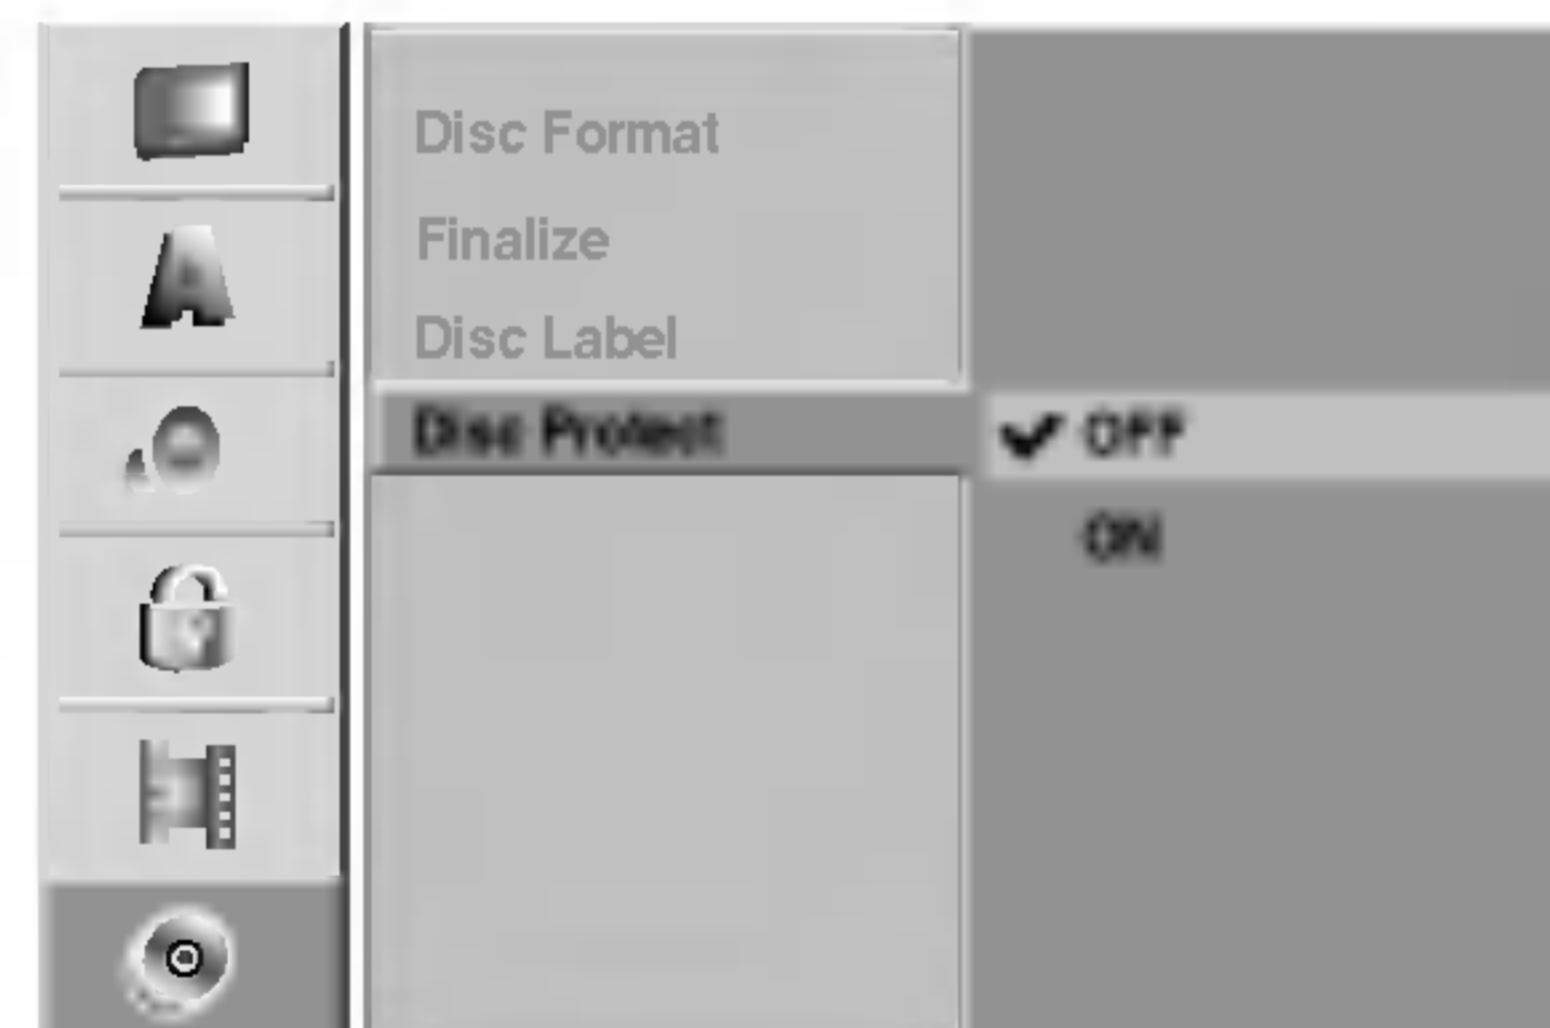 Disc Format
Finalize
Disc Label
Disc Protect
✔ OFF
ON